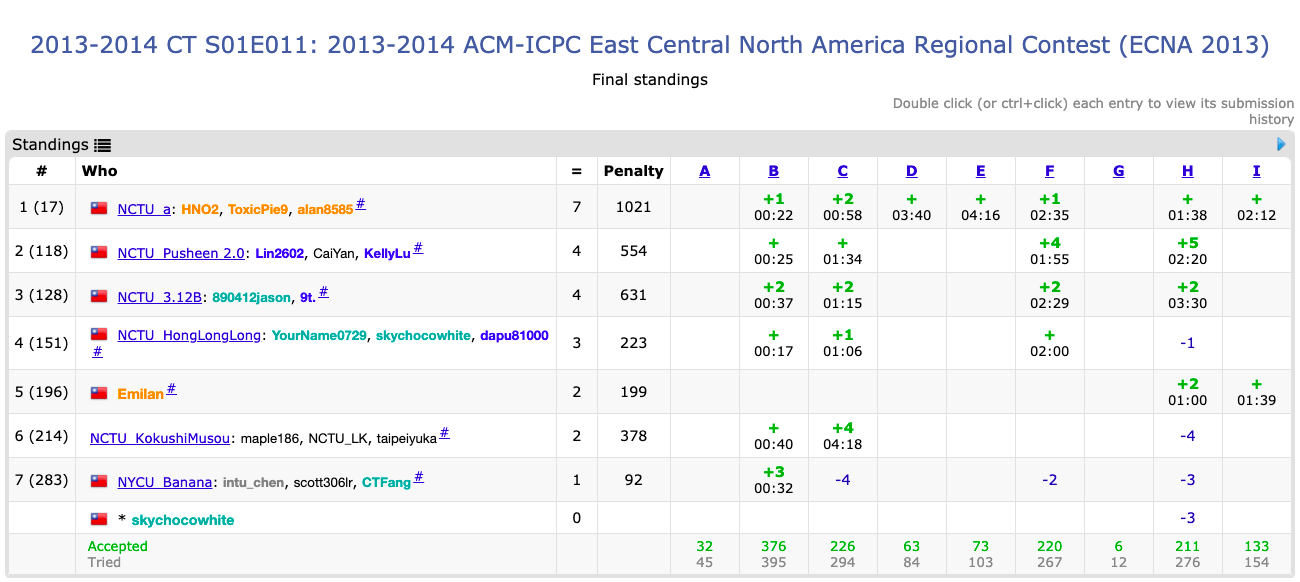 2013-2014 CT S01E011: 2013-2014 ACM-ICPC East Central North America Regional Contest (ECNA 2013)
Final standings
Double click (or ctrl+click) each entry to view its submission
history
Standings
# Who = Penalty A B C D E F G H I
1 (17) NCTU_a: HNO2, ToxicPie9, alan8585 # 7 1021 +1 00:22 +2 00:58 + 03:40 + 04:16 +1 02:35 + 01:38 + 02:12
2 (118) NCTU_Pusheen 2.0: Lin2602, CaiYan, KellyLu # 4 554 + 00:25 + 01:34 +4 01:55 +5 02:20
3 (128) NCTU_3.12B: 890412jason, 9t. # 4 631 +2 00:37 +2 01:15 +2 02:29 +2 03:30
4 (151) NCTU_HongLongLong: YourName0729, skychocowhite, dapu81000 # 3 223 + 00:17 +1 01:06 + 02:00 -1
5 (196) Emilan # 2 199 +2 01:00 + 01:39
6 (214) NCTU_KokushiMusou: maple186, NCTU_LK, taipeiyuka # 2 378 + 00:40 +4 04:18 -4
7 (283) NYCU_Banana: intu_chen, scott306lr, CTFang # 1 92 +3 00:32 -4 -2 -3
* skychocowhite 0 -3
Accepted 32 376 226 63 73 220 6 211 133
Tried 45 395 294 84 103 267 12 276 154